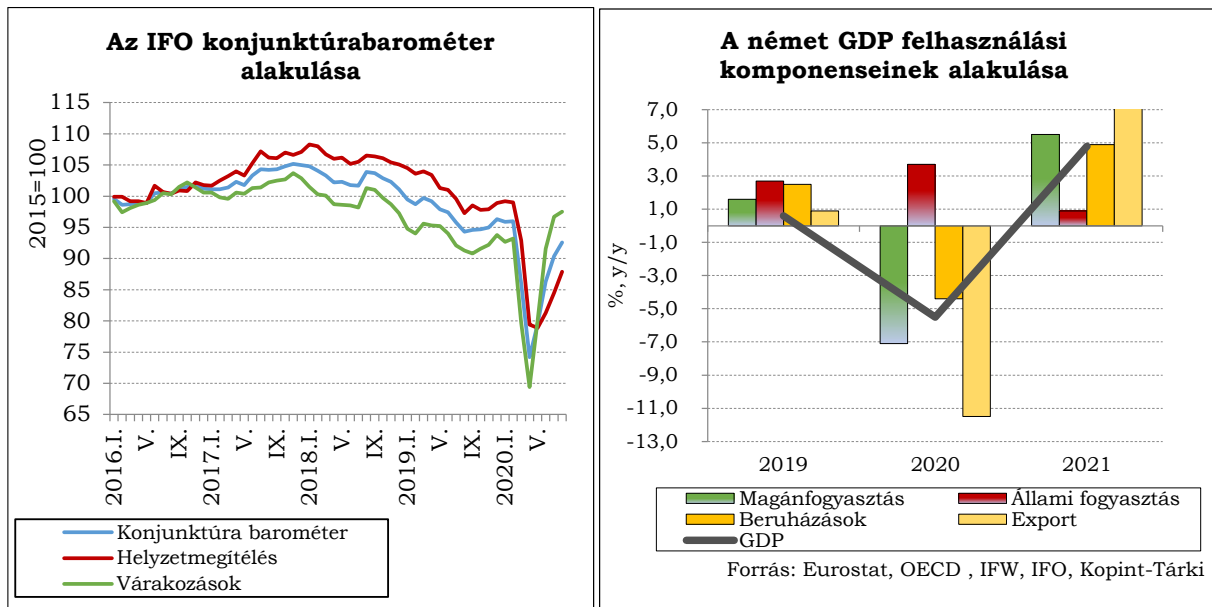 Az IFO konjunktúrabarométer
alakulása
2015=100
115
110
105
100
95
90
85
80
75
70
65
2016.I.
V.
IX.
2017.I.
V.
IX.
2018.I.
V.
IX.
2019.I.
V.
IX.
2020.I.
V.
Konjunktúra barométer
Helyzetmegítélés
Várakozások
A német GDP felhasználási
komponenseinek alakulása
%, y/y
7,0
5,0
3,0
1,0
-1,0
-3,0
-5,0
-7,0
-9,0
-11,0
-13,0
2019 2020 2021
Magánfogyasztás Állami fogyasztás
Beruházások Export
GDP
Forrás: Eurostat, OECD , IFW, IFO, Kopint-Tárki